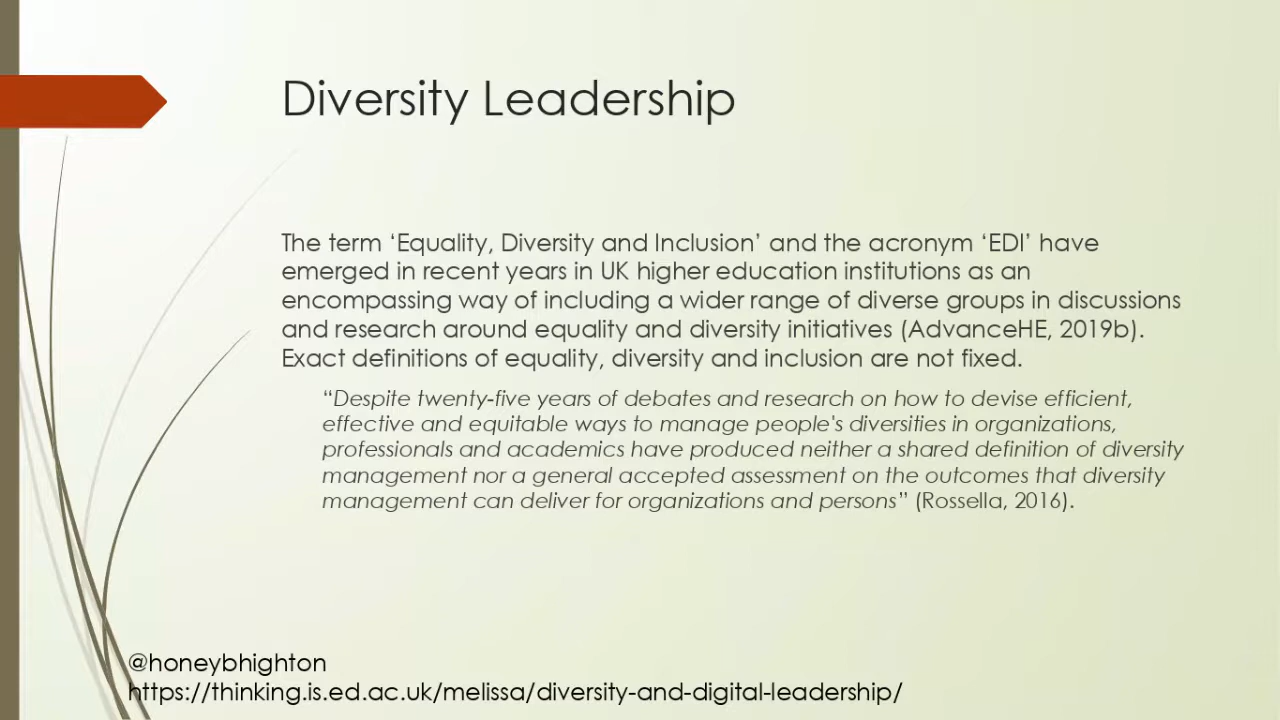 Diversity Leadership
The term ‘Equality, Diversity and Inclusion’ and the acronym ‘EDI’ have
emerged in recent years in UK higher education institutions as an
encompassing way of including a wider range of diverse groups in discussions
and research around equality and diversity initiatives (AdvanceHE, 2019b).
Exact definitions of equality, diversity and inclusion are not fixed.
“Despite twenty-five years of debates and research on how to devise efficient,
effective and equitable ways to manage people's diversities in organizations,
professionals and academics have produced neither a shared definition of diversity
management nor a general accepted assessment on the outcomes that diversity
management can deliver for organizations and persons” (Rossella, 2016).
@honeybhighton
https://thinking.is.ed.ac.uk/melissa/diversity-and-digital-leadership/